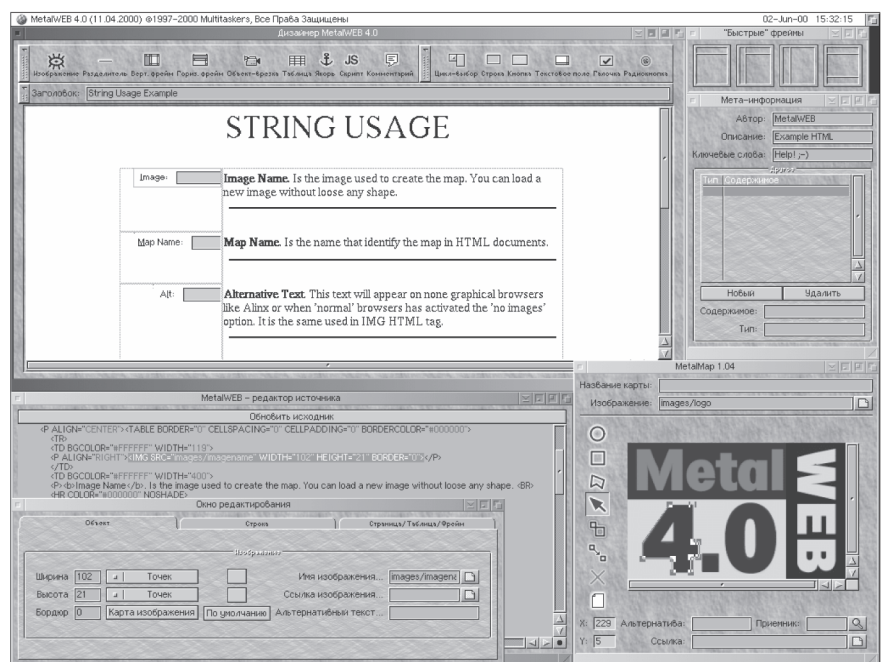 MetalWEB 4.0 (11.04.2000) ©1997-2000 Multitaskers, Все Права Защищены
02-Jun-00 15:32:15
Дизайнер MetalWEB 4.0
Изображение Разделитель Верт.фрейм Гориз.фрейм Объект-врезка Таблица Якорь Скрипт Комментарий
JS
Цикл-выбор Строка Кнопка Текстовое поле Галочка Радиокнопка
Заголовок: String Usage Example
STRING USAGE
Image: Image Name. Is the image used to create the map. You can load a
new image without loose any shape.
Map Name: Map Name. Is the name that identify the map in HTML documents.
Alt: Alternative Text. This text will appear on none graphical browsers
like Alinx or when 'normal' browsers has activated the 'no images'
option. It is the same used in IMG HTML tag.
"Быстрые" фрейны
Мета-информация
Автор: MetalWEB
Описание: Example HTML
Ключевые слова: Help! ;-)
Другое
Тип Содержиное
Новый Удалить
Содержиное:
Тип:
MetalWEB - редактор источника
Обновить исходник
<P ALIGN="CENTER"><TABLE BORDER="0" CELLSPACING="0" CELLPADDING="0" BORDERCOLOR="#000000">
<TR>
<TD BGCOLOR="#FFFFFF" WIDTH="119">
<P ALIGN="RIGHT"><IMG SRC="images/imagename" WIDTH="102" HEIGHT="21" BORDER="0"></P>
</TD>
<TD BGCOLOR="#FFFFFF" WIDTH="400">
<P><b>Image Name</b>. Is the image used to create the map. You can load a new image without loose any shape. <BR>
<HR COLOR="#000000" NOSHADE>
Окно редактирования
Объект Строка Страница/Таблица/Фрейн
Изображение
Ширина 102 Точек Имя изображения... images/imagena
Высота 21 Точек Ссылка изображения...
Бордюр 0 Карта изображения По умолчанию Альтернативный текст...
MetalMap 1.04
Название карты:
Изображение: images/logo
Metal
WEB
4.0
X: 229 Альтернатива: Приенник:
Y: 5 Ссылка: